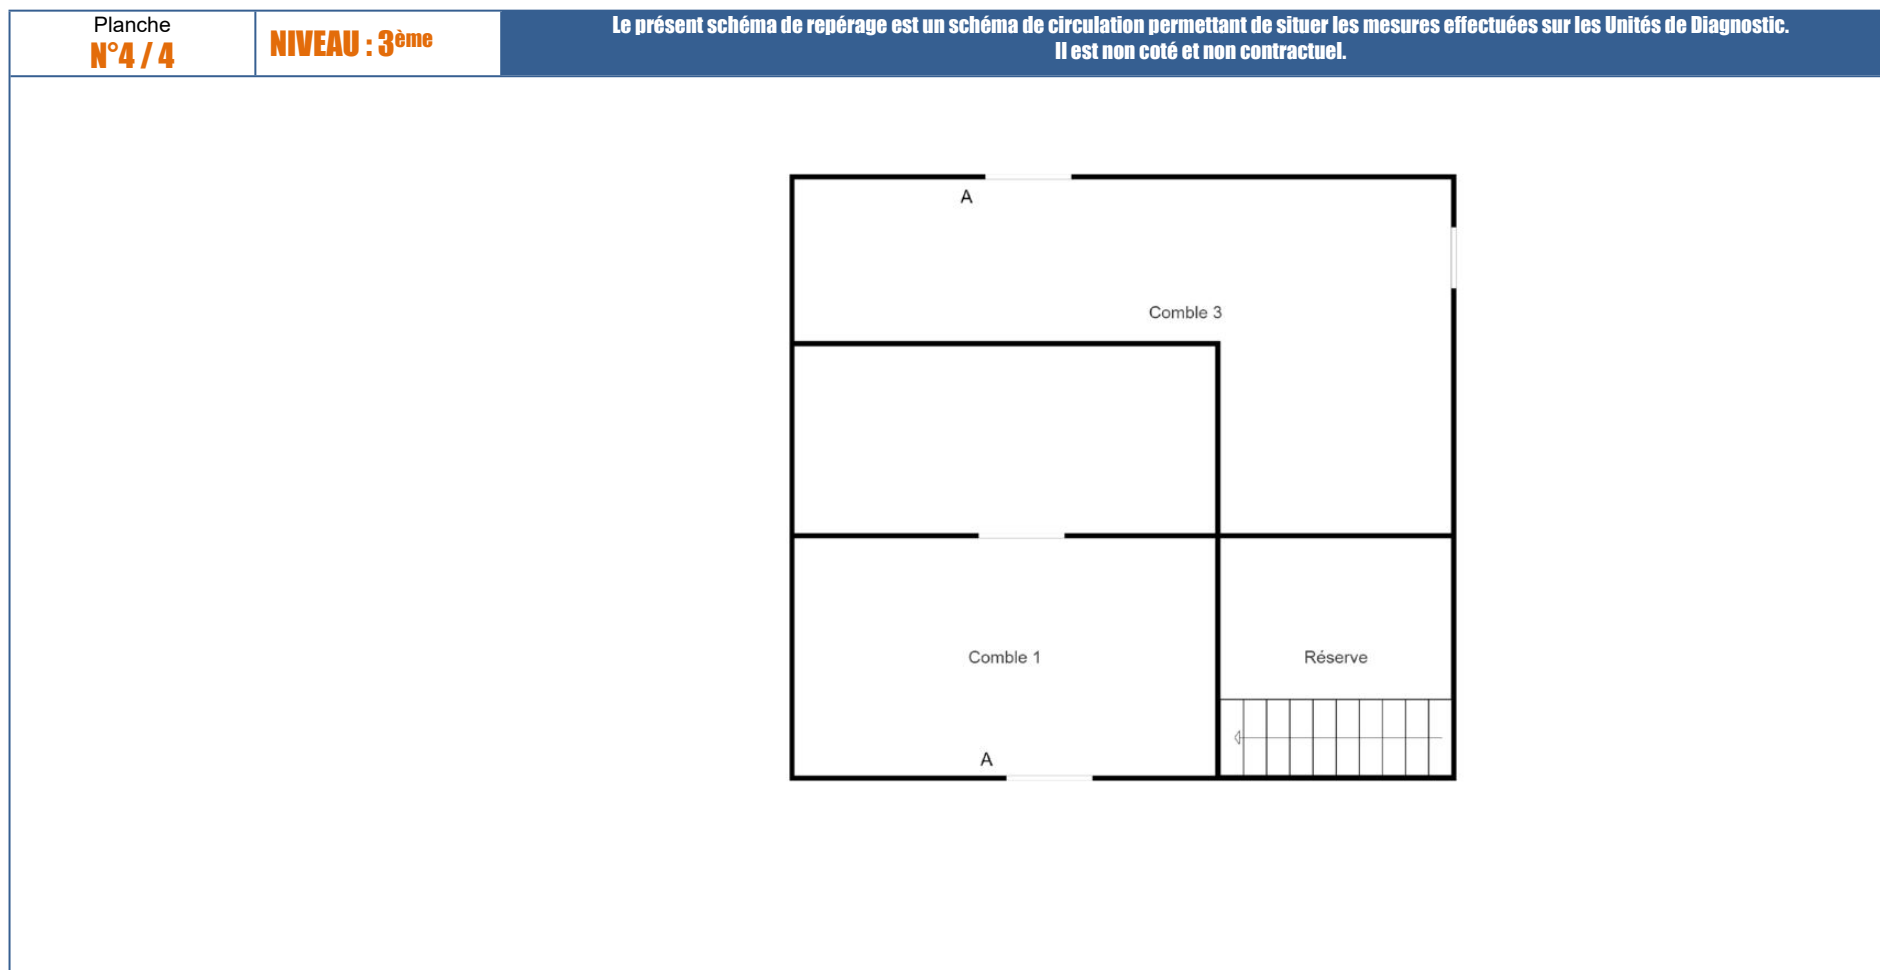 Planche
N°4 / 4
NIVEAU : 3ème
Le présent schéma de repérage est un schéma de circulation permettant de situer les mesures effectuées sur les Unités de Diagnostic.
Il est non coté et non contractuel.
A
Comble 3
Comble 1
Réserve
A